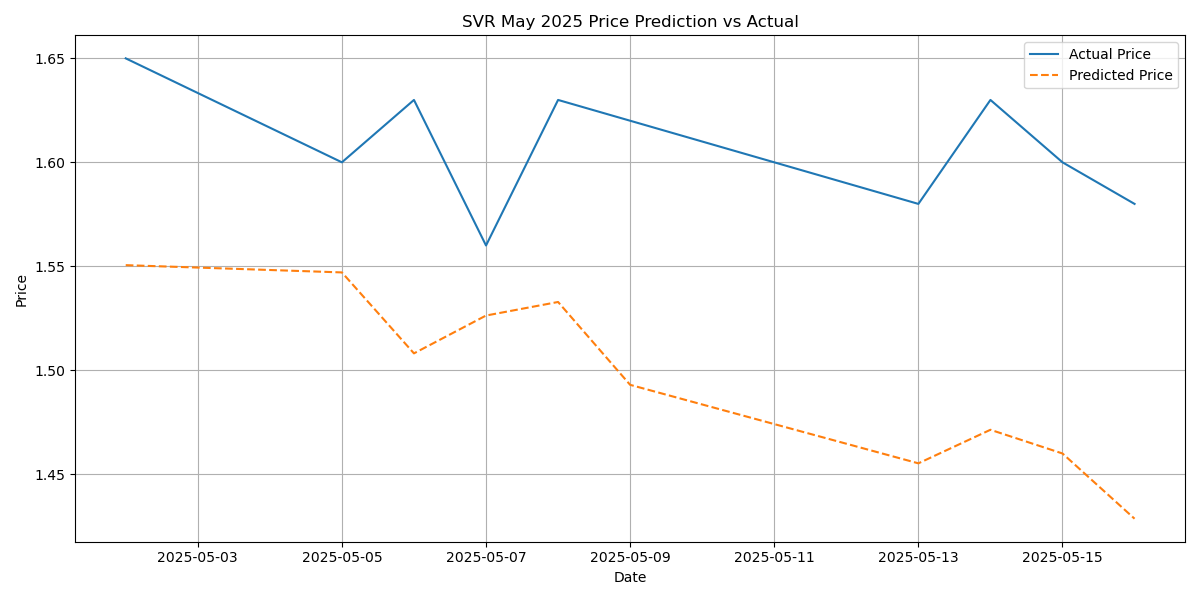 SVR May 2025 Price Prediction vs Actual
Actual Price
Predicted Price
Price
1.65
1.60
1.55
1.50
1.45
2025-05-03 2025-05-05 2025-05-07 2025-05-09 2025-05-11 2025-05-13 2025-05-15
Date